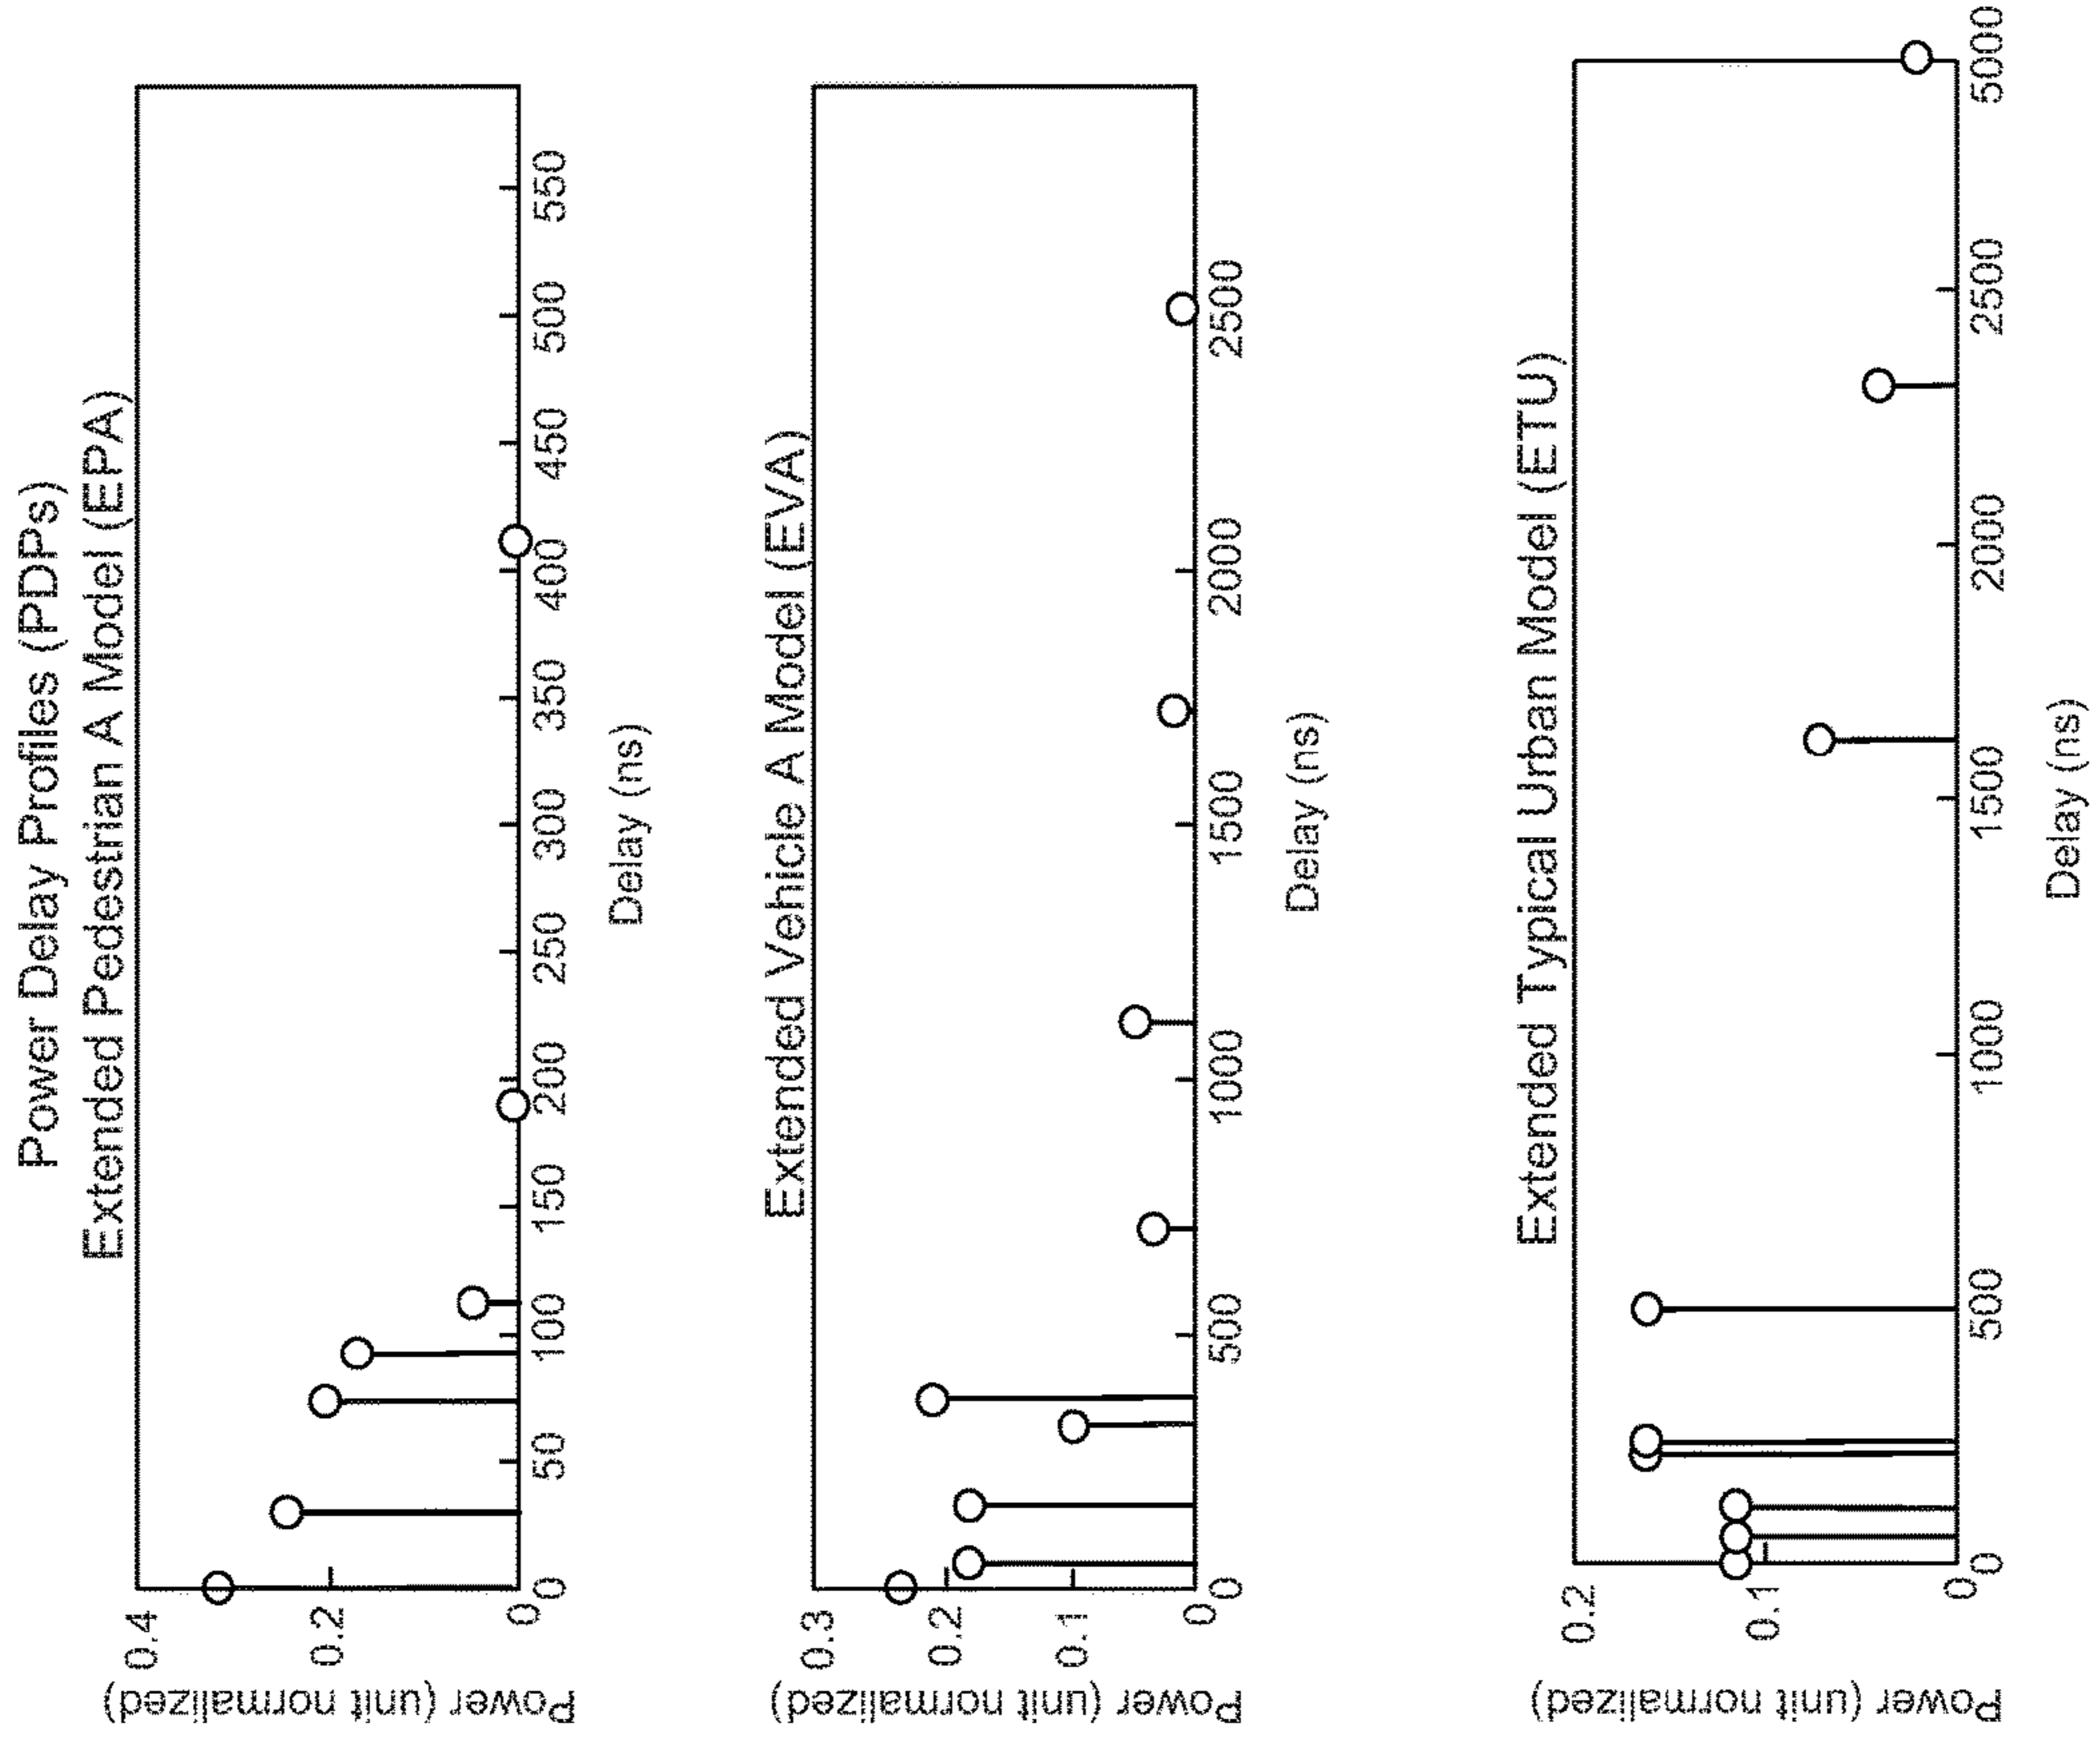 Power Delay Profiles (PDPs)
Extended Pedestrian A Model (EPA)
Power (unit normalized)
0.4
0.2
0
0 50 100 150 200 250 300 350 400 450 500 550
Delay (ns)
Extended Vehicle A Model (EVA)
Power (unit normalized)
0.3
0.2
0.1
0
0 500 1000 1500 2000 2500
Delay (ns)
Extended Typical Urban Model (ETU)
Power (unit normalized)
0.2
0.1
0
0 500 1000 1500 2000 2500 5000
Delay (ns)